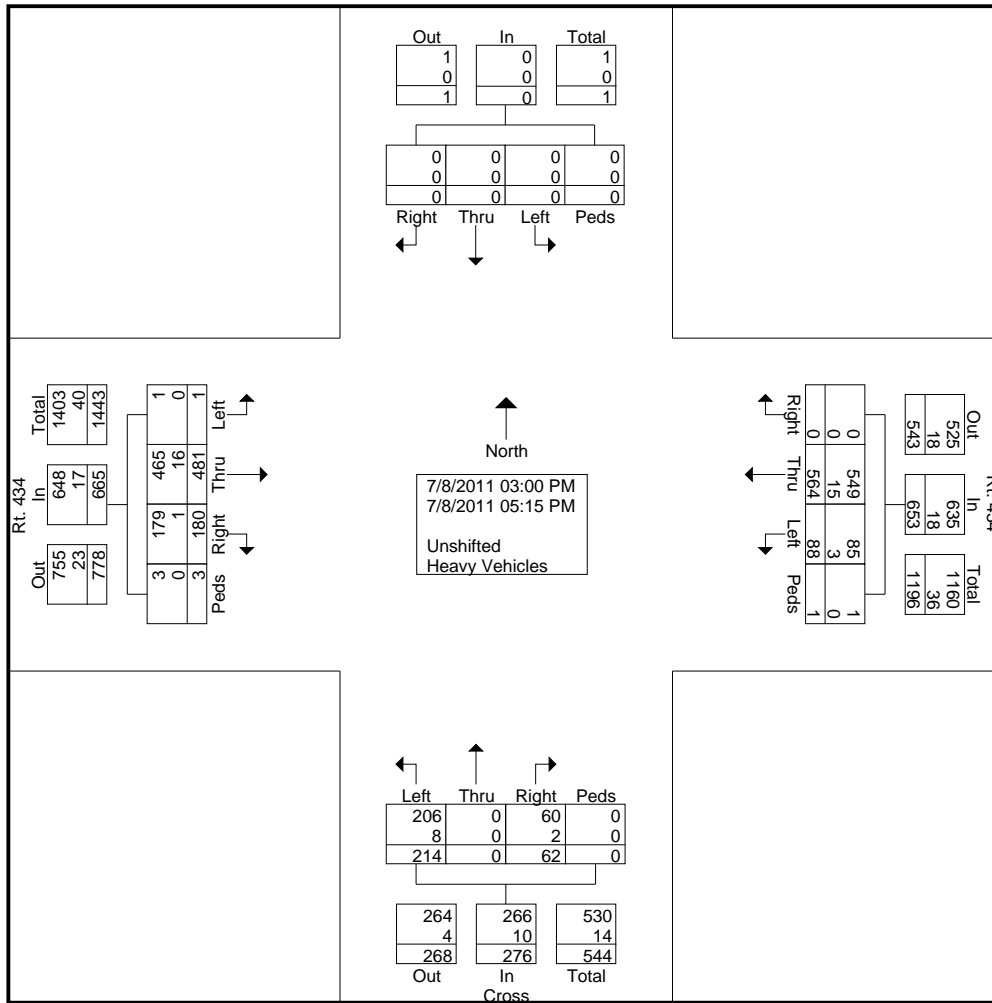 Out In Total
1 0 1
0 0 0
1 0 1
0 0 0 0
0 0 0 0
0 0 0 0
Right Thru Left Peds
Rt. 434
Total In Out
1403 648 755
40 17 23
1443 665 778
1 465 179 3
0 16 1 0
1 481 180 3
Left Thru Right Peds
North
7/8/2011 03:00 PM
7/8/2011 05:15 PM
Unshifted
Heavy Vehicles
Rt. 434
Out In Total
525 635 1160
18 18 36
543 653 1196
0 549 85 1
0 15 3 0
0 564 88 1
Right Thru Left Peds
Left Thru Right Peds
206 0 60 0
8 0 2 0
214 0 62 0
264 266 530
4 10 14
268 276 544
Out In Total
Cross